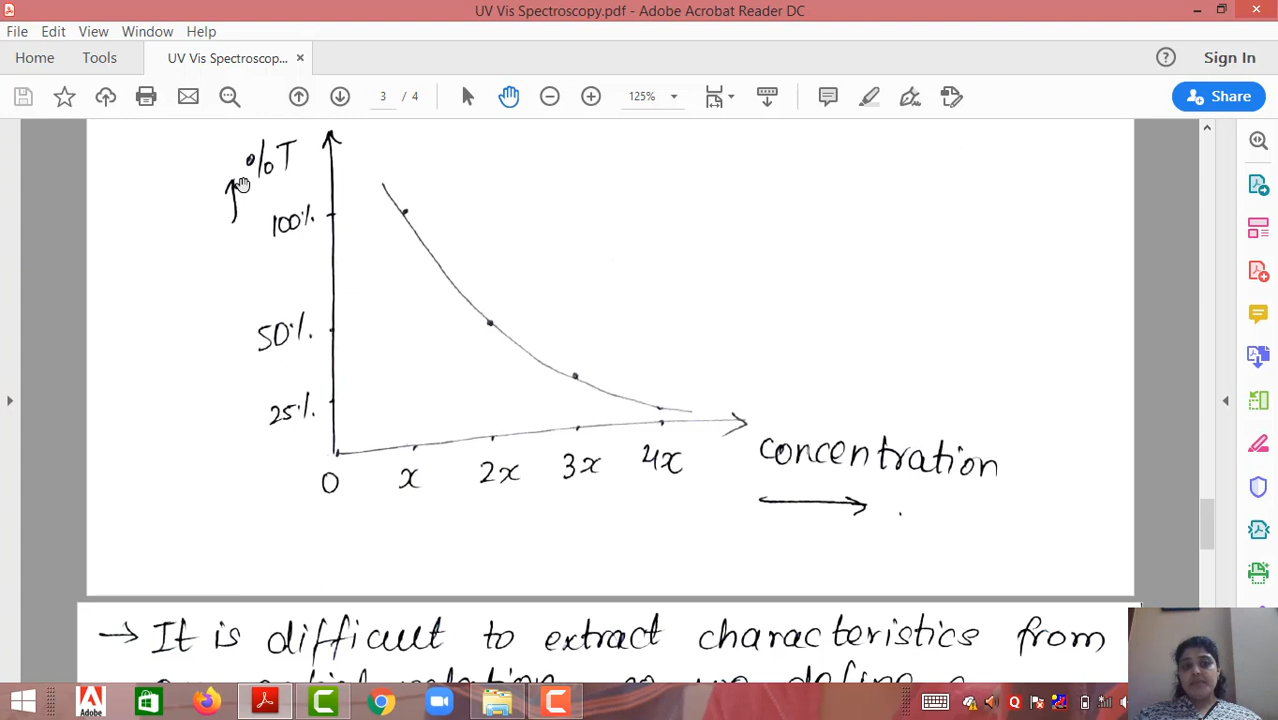 UV Vis Spectroscopy.pdf - Adobe Acrobat Reader DC
File Edit View Window Help
Home Tools UV Vis Spectroscop... × Sign In
3 / 4 125% Share
%T
100%
50%
25%
0 x 2x 3x 4x
concentration
→ It is difficult to extract characteristics from
Adobe